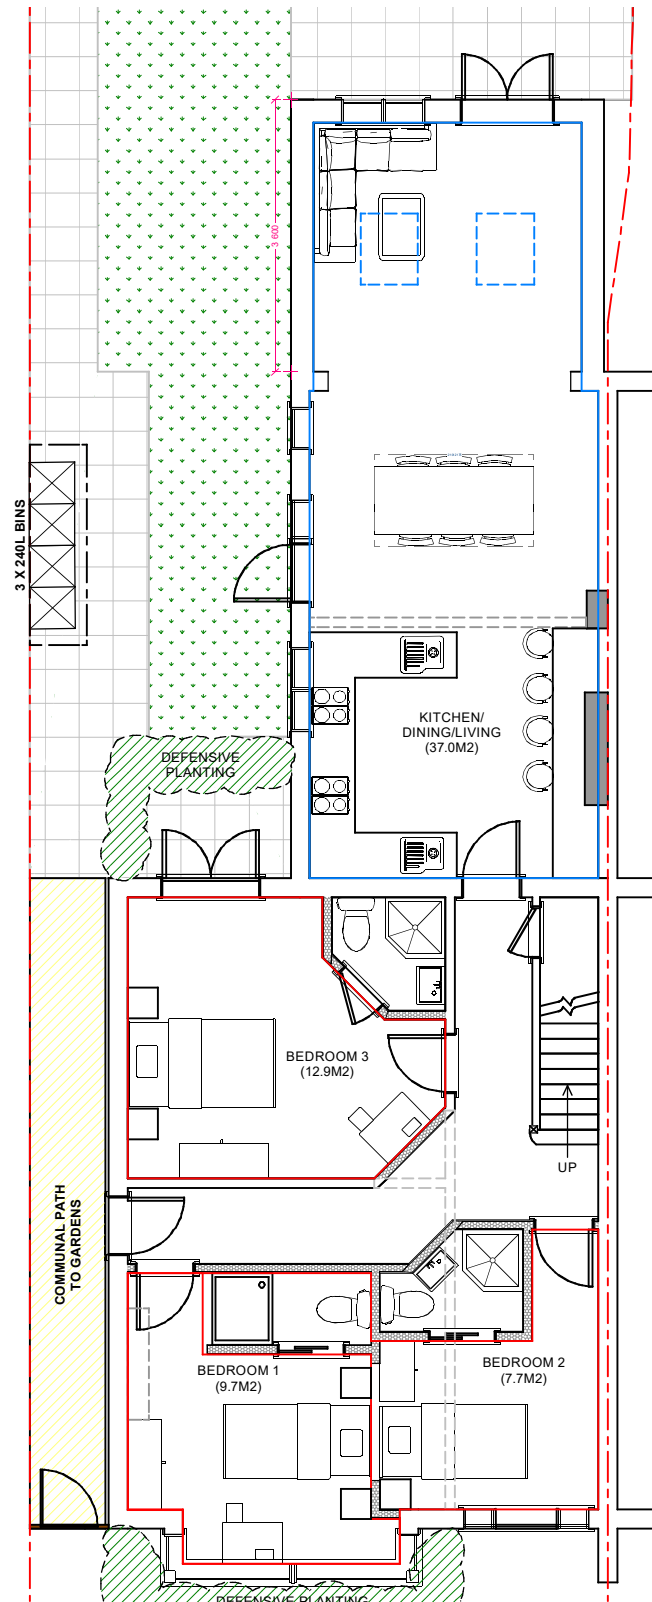 3 600
3 X 240L BINS
KITCHEN/
DINING/LIVING
(37.0M2)
DEFENSIVE
PLANTING
BEDROOM 3
(12.9M2)
UP
COMMUNAL PATH
TO GARDENS
BEDROOM 1
(9.7M2)
BEDROOM 2
(7.7M2)
DEFENSIVE PLANTING